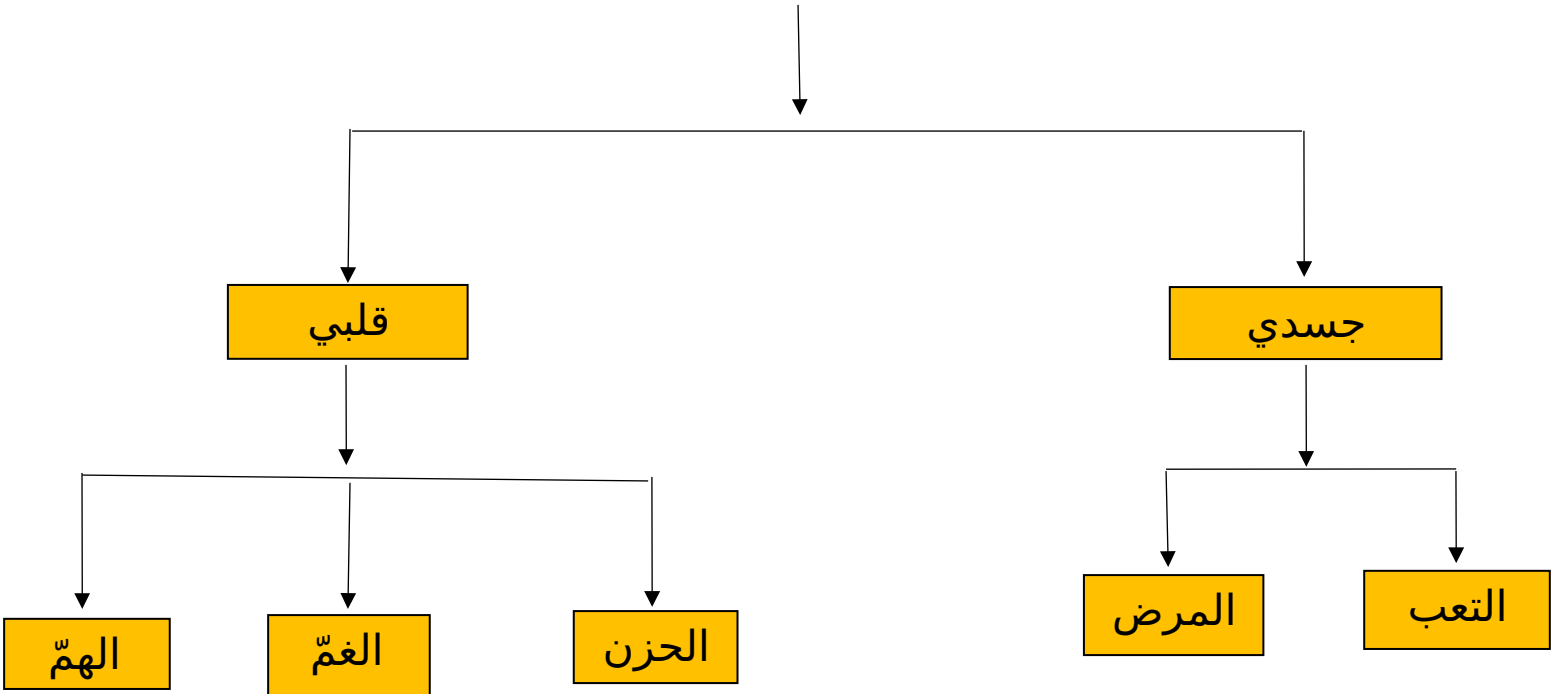 جسدي
قلبي
التعب
المرض
الحزن
الغمّ
الهمّ